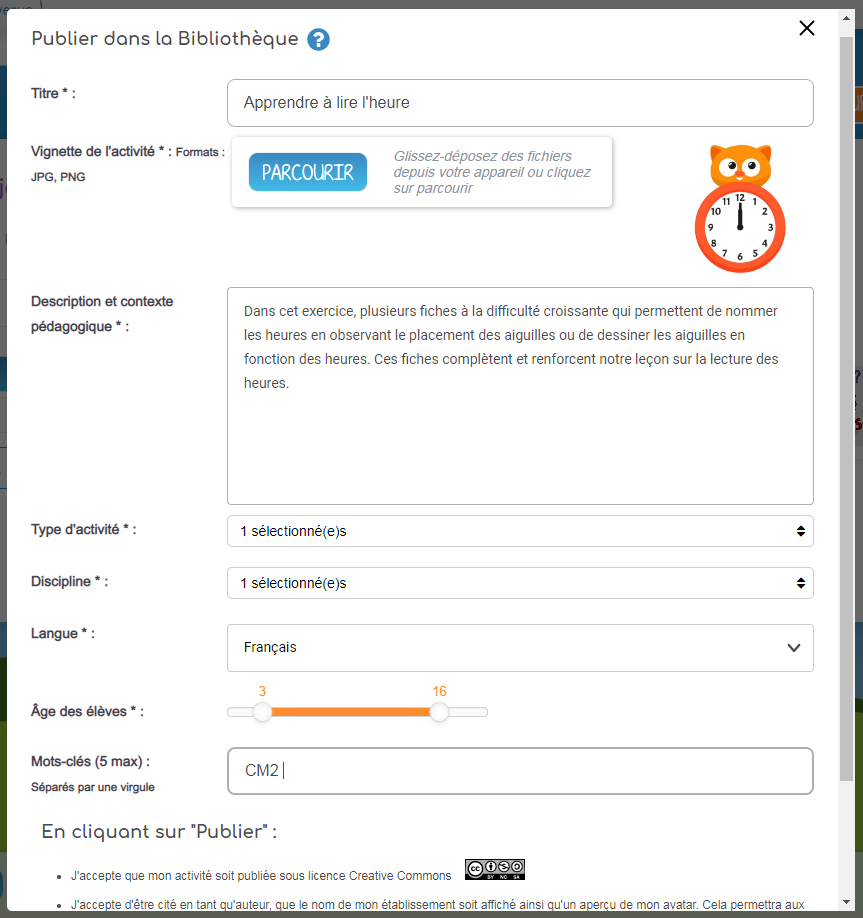 Publier dans la Bibliothèque ?
Titre * :
Apprendre à lire l'heure
Vignette de l'activité * : Formats :
JPG, PNG
PARCOURIR
Glissez-déposez des fichiers
depuis votre appareil ou cliquez
sur parcourir
12
11 1
10 2
9 3
8 4
7 5
6
Description et contexte
pédagogique * :
Dans cet exercice, plusieurs fiches à la difficulté croissante qui permettent de nommer
les heures en observant le placement des aiguilles ou de dessiner les aiguilles en
fonction des heures. Ces fiches complètent et renforcent notre leçon sur la lecture des
heures.
Type d'activité * :
1 sélectionné(e)s
Discipline * :
1 sélectionné(e)s
Langue * :
Français
Âge des élèves * :
3 16
Mots-clés (5 max) :
Séparés par une virgule
CM2
En cliquant sur "Publier" :
• J'accepte que mon activité soit publiée sous licence Creative Commons
cc BY NC SA
• J'accepte d'être cité en tant qu'auteur, que le nom de mon établissement soit affiché ainsi qu'un aperçu de mon avatar. Cela permettra aux